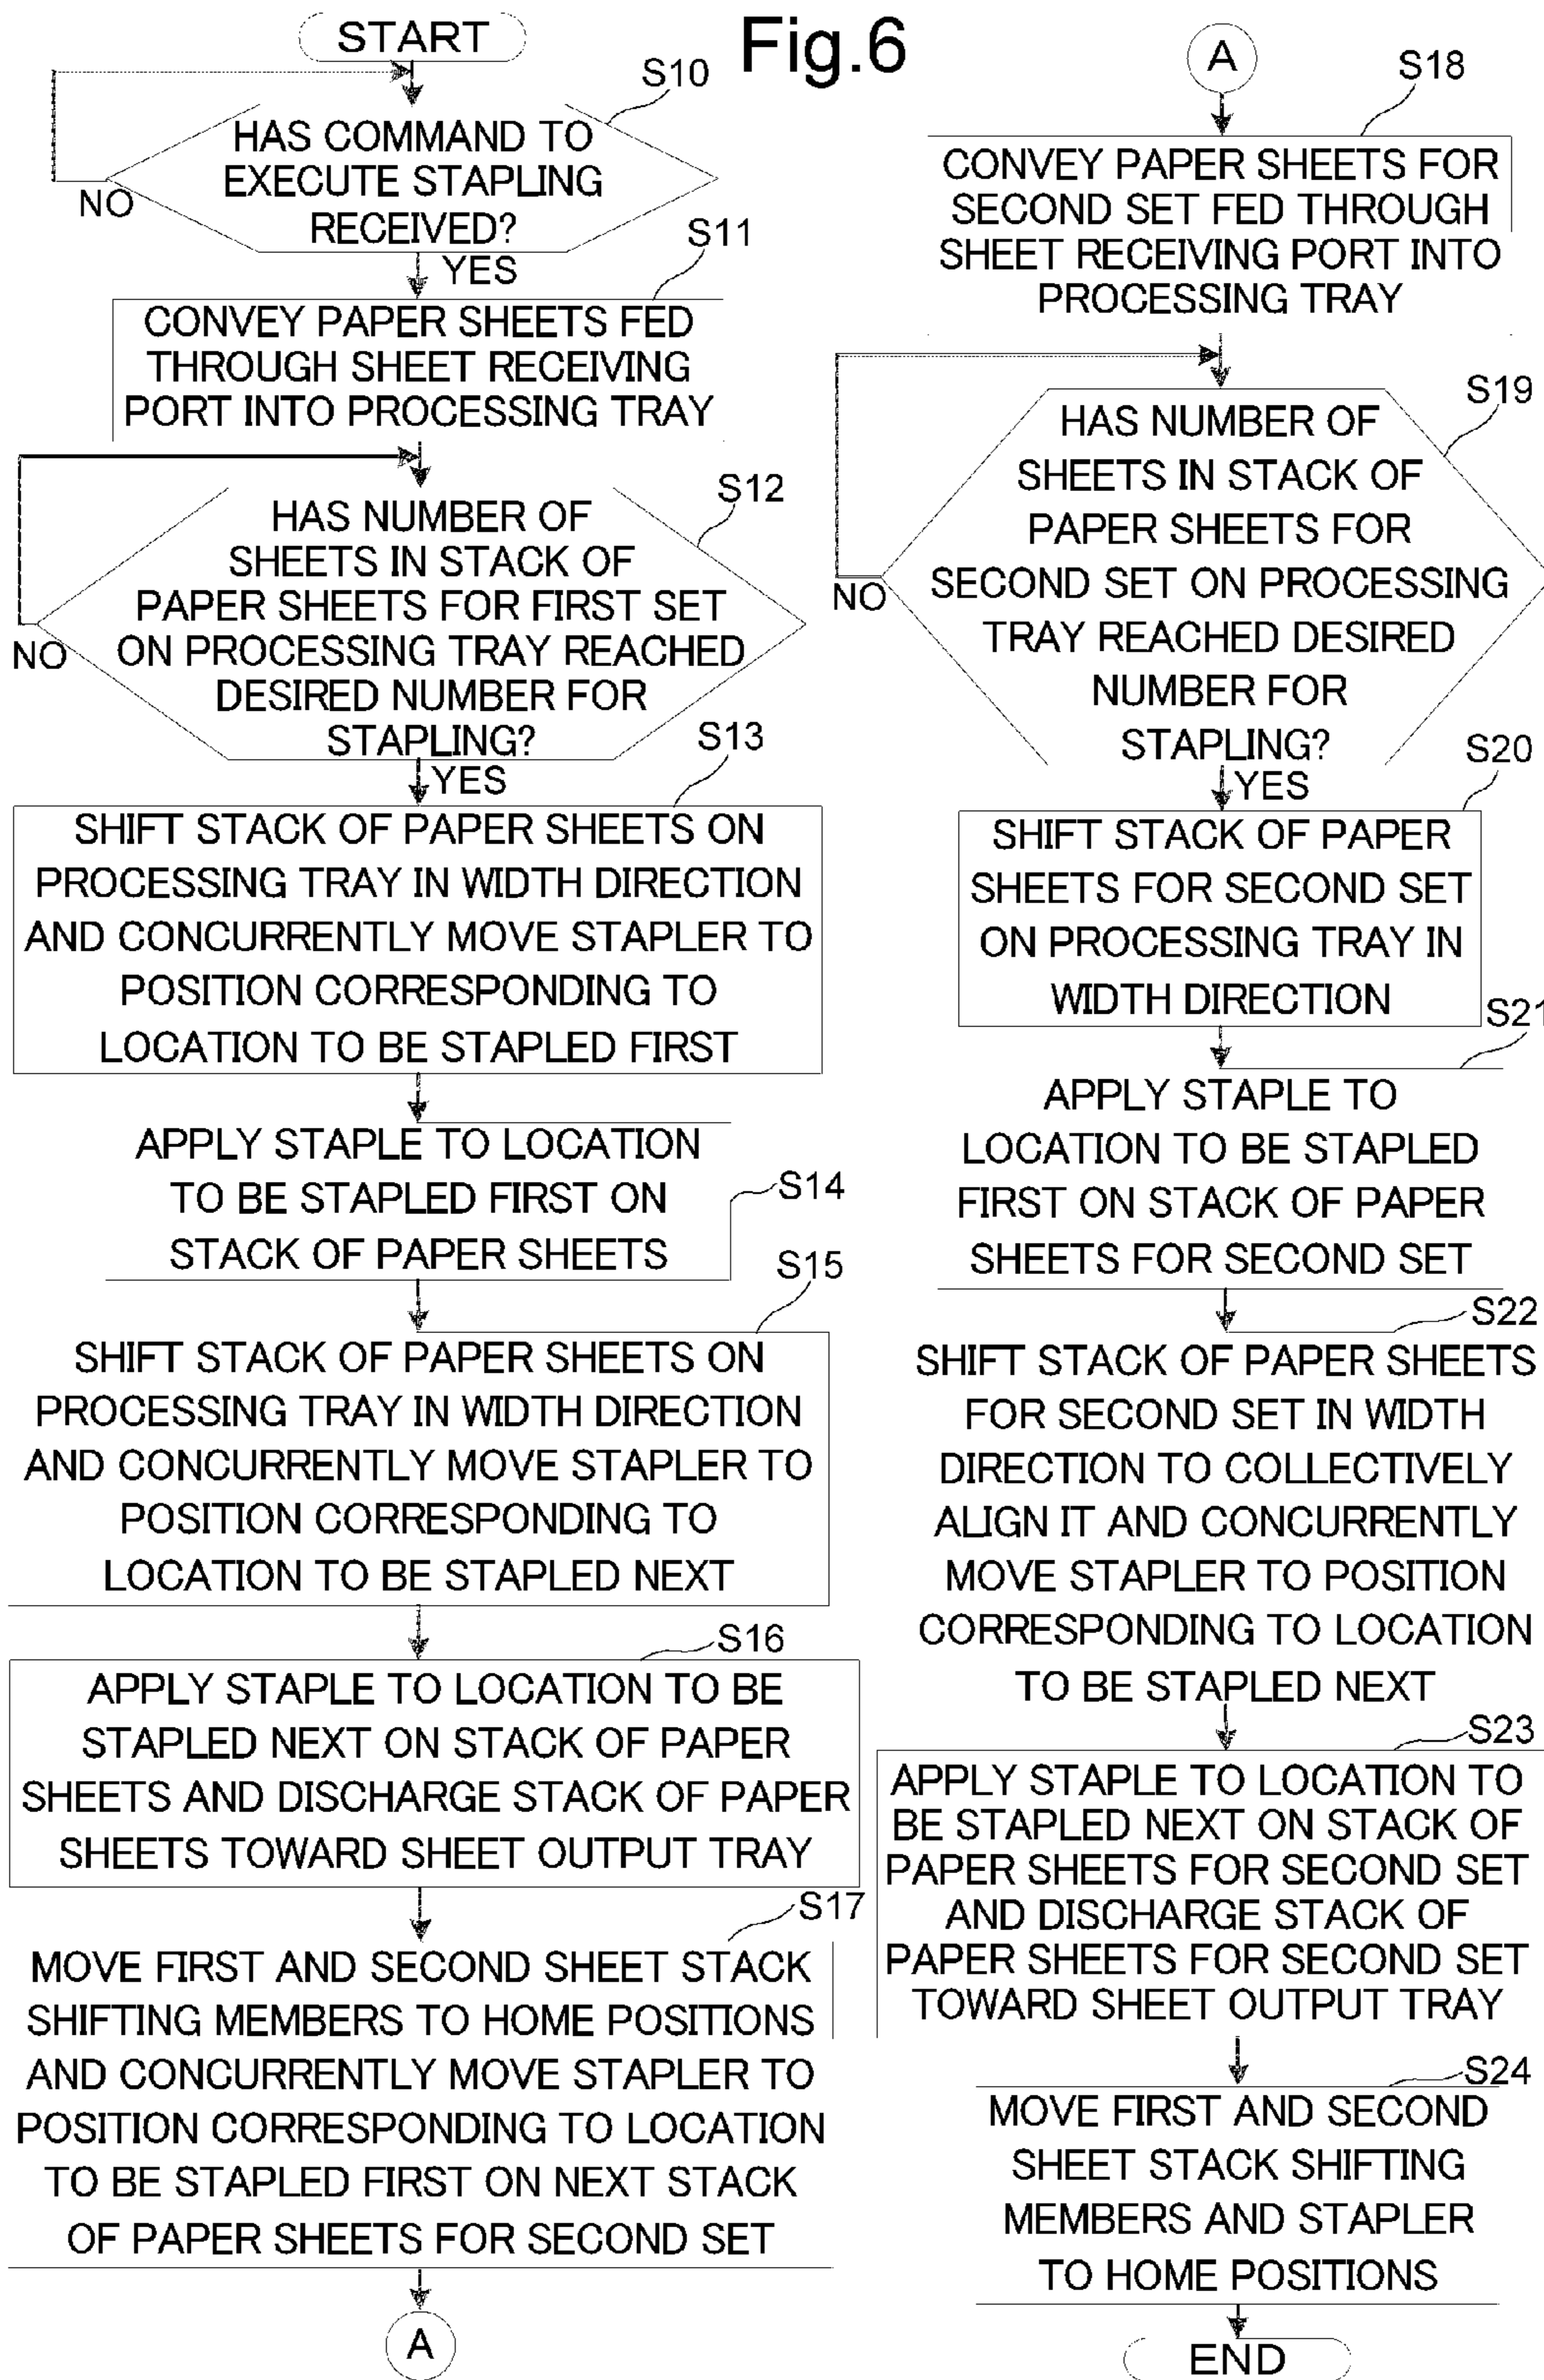 Fig.6
START
S10
HAS COMMAND TO
EXECUTE STAPLING
RECEIVED?
NO
YES
S11
CONVEY PAPER SHEETS FED
THROUGH SHEET RECEIVING
PORT INTO PROCESSING TRAY
S12
HAS NUMBER OF
SHEETS IN STACK OF
PAPER SHEETS FOR FIRST SET
ON PROCESSING TRAY REACHED
DESIRED NUMBER FOR
STAPLING?
NO
YES
S13
SHIFT STACK OF PAPER SHEETS ON
PROCESSING TRAY IN WIDTH DIRECTION
AND CONCURRENTLY MOVE STAPLER TO
POSITION CORRESPONDING TO
LOCATION TO BE STAPLED FIRST
APPLY STAPLE TO LOCATION
TO BE STAPLED FIRST ON
STACK OF PAPER SHEETS
S14
S15
SHIFT STACK OF PAPER SHEETS ON
PROCESSING TRAY IN WIDTH DIRECTION
AND CONCURRENTLY MOVE STAPLER TO
POSITION CORRESPONDING TO
LOCATION TO BE STAPLED NEXT
S16
APPLY STAPLE TO LOCATION TO BE
STAPLED NEXT ON STACK OF PAPER
SHEETS AND DISCHARGE STACK OF PAPER
SHEETS TOWARD SHEET OUTPUT TRAY
S17
MOVE FIRST AND SECOND SHEET STACK
SHIFTING MEMBERS TO HOME POSITIONS
AND CONCURRENTLY MOVE STAPLER TO
POSITION CORRESPONDING TO LOCATION
TO BE STAPLED FIRST ON NEXT STACK
OF PAPER SHEETS FOR SECOND SET
A
A
S18
CONVEY PAPER SHEETS FOR
SECOND SET FED THROUGH
SHEET RECEIVING PORT INTO
PROCESSING TRAY
S19
HAS NUMBER OF
SHEETS IN STACK OF
PAPER SHEETS FOR
SECOND SET ON PROCESSING
TRAY REACHED DESIRED
NUMBER FOR
STAPLING?
NO
YES
S20
SHIFT STACK OF PAPER
SHEETS FOR SECOND SET
ON PROCESSING TRAY IN
WIDTH DIRECTION
S21
APPLY STAPLE TO
LOCATION TO BE STAPLED
FIRST ON STACK OF PAPER
SHEETS FOR SECOND SET
S22
SHIFT STACK OF PAPER SHEETS
FOR SECOND SET IN WIDTH
DIRECTION TO COLLECTIVELY
ALIGN IT AND CONCURRENTLY
MOVE STAPLER TO POSITION
CORRESPONDING TO LOCATION
TO BE STAPLED NEXT
S23
APPLY STAPLE TO LOCATION TO
BE STAPLED NEXT ON STACK OF
PAPER SHEETS FOR SECOND SET
AND DISCHARGE STACK OF
PAPER SHEETS FOR SECOND SET
TOWARD SHEET OUTPUT TRAY
S24
MOVE FIRST AND SECOND
SHEET STACK SHIFTING
MEMBERS AND STAPLER
TO HOME POSITIONS
END